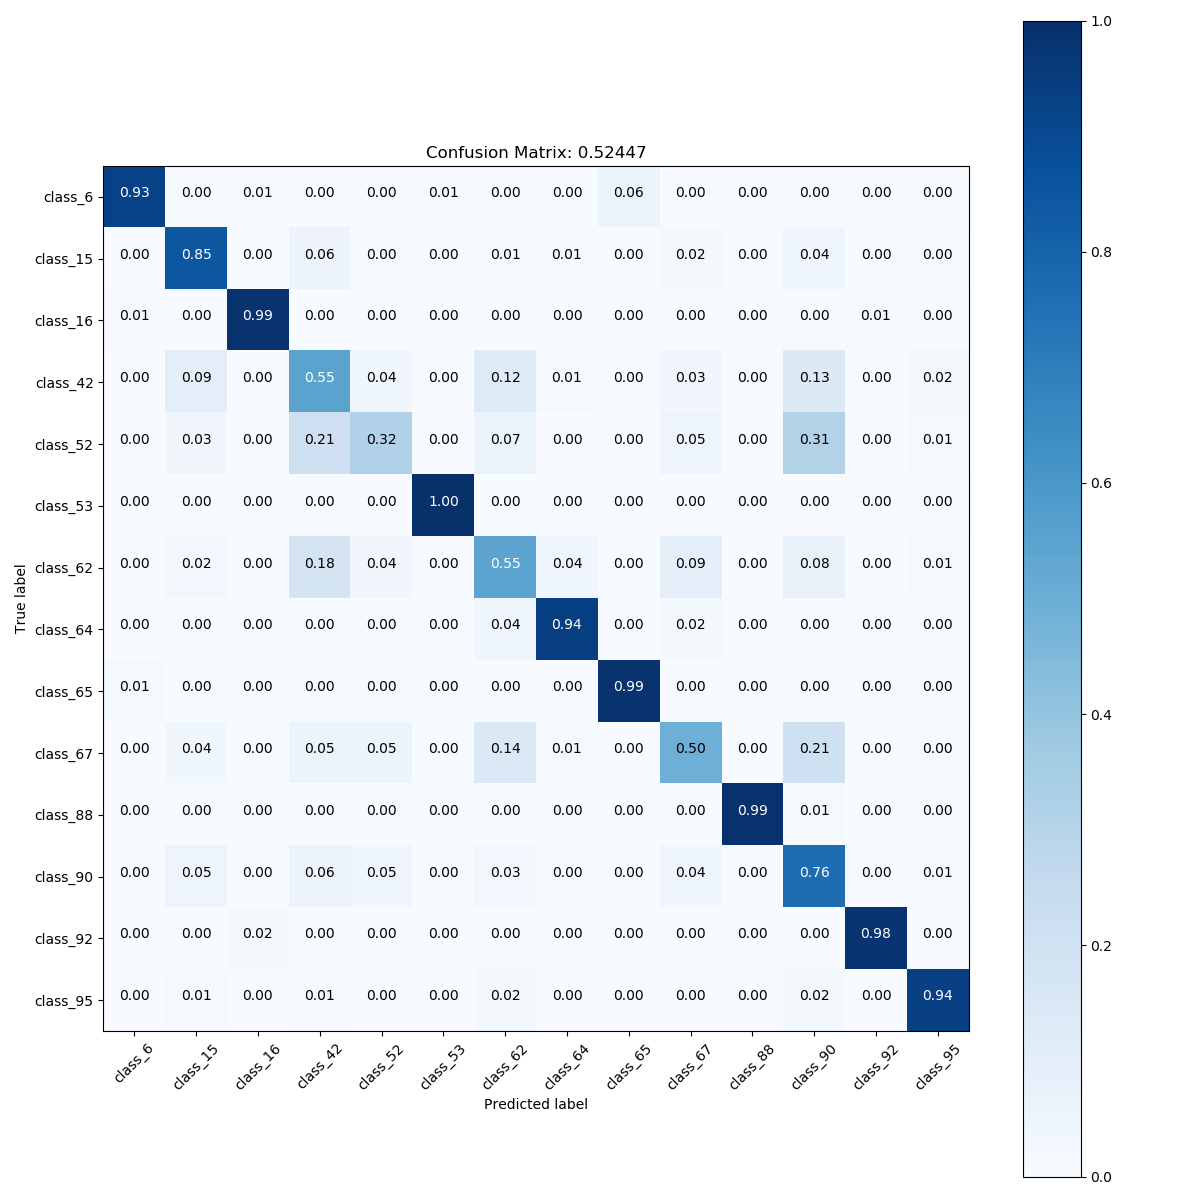 Confusion Matrix: 0.52447
1.0
class_6 0.93 0.00 0.01 0.00 0.00 0.01 0.00 0.00 0.06 0.00 0.00 0.00 0.00 0.00
class_15 0.00 0.85 0.00 0.06 0.00 0.00 0.01 0.01 0.00 0.02 0.00 0.04 0.00 0.00
0.8
class_16 0.01 0.00 0.99 0.00 0.00 0.00 0.00 0.00 0.00 0.00 0.00 0.00 0.01 0.00
class_42 0.00 0.09 0.00 0.55 0.04 0.00 0.12 0.01 0.00 0.03 0.00 0.13 0.00 0.02
class_52 0.00 0.03 0.00 0.21 0.32 0.00 0.07 0.00 0.00 0.05 0.00 0.31 0.00 0.01
0.6
class_53 0.00 0.00 0.00 0.00 0.00 1.00 0.00 0.00 0.00 0.00 0.00 0.00 0.00 0.00
class_62 0.00 0.02 0.00 0.18 0.04 0.00 0.55 0.04 0.00 0.09 0.00 0.08 0.00 0.01
True label
class_64 0.00 0.00 0.00 0.00 0.00 0.00 0.04 0.94 0.00 0.02 0.00 0.00 0.00 0.00
class_65 0.01 0.00 0.00 0.00 0.00 0.00 0.00 0.00 0.99 0.00 0.00 0.00 0.00 0.00
0.4
class_67 0.00 0.04 0.00 0.05 0.05 0.00 0.14 0.01 0.00 0.50 0.00 0.21 0.00 0.00
class_88 0.00 0.00 0.00 0.00 0.00 0.00 0.00 0.00 0.00 0.00 0.99 0.01 0.00 0.00
class_90 0.00 0.05 0.00 0.06 0.05 0.00 0.03 0.00 0.00 0.04 0.00 0.76 0.00 0.01
class_92 0.00 0.00 0.02 0.00 0.00 0.00 0.00 0.00 0.00 0.00 0.00 0.00 0.98 0.00
0.2
class_95 0.00 0.01 0.00 0.01 0.00 0.00 0.02 0.00 0.00 0.00 0.00 0.02 0.00 0.94
class_6 class_15 class_16 class_42 class_52 class_53 class_62 class_64 class_65 class_67 class_88 class_90 class_92 class_95
Predicted label
0.0